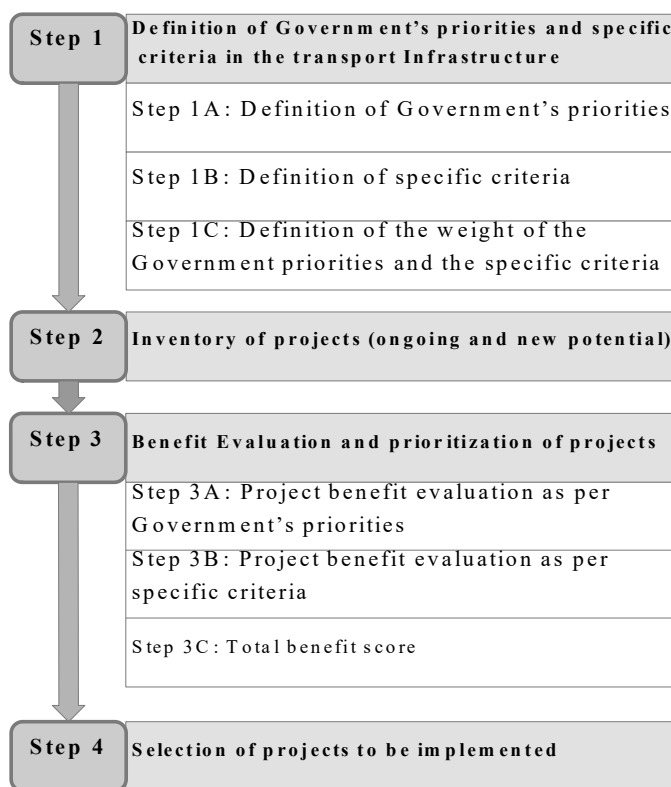 Step 1
Definition of Government's priorities and specific
criteria in the transport Infrastructure
Step 1A: Definition of Government's priorities
Step 1B: Definition of specific criteria
Step 1C: Definition of the weight of the
Government priorities and the specific criteria
Step 2
Inventory of projects (ongoing and new potential)
Step 3
Benefit Evaluation and prioritization of projects
Step 3A: Project benefit evaluation as per
Government's priorities
Step 3B: Project benefit evaluation as per
specific criteria
Step 3C: Total benefit score
Step 4
Selection of projects to be implemented